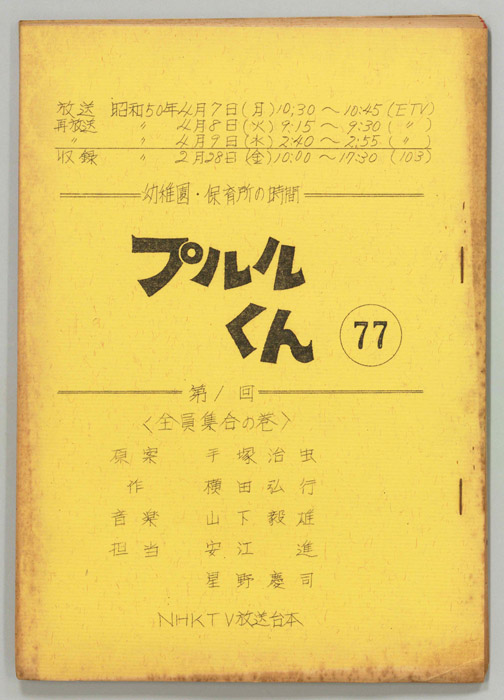 放送 昭和50年4月7日(月)10:30〜10:45(ETV)
再放送 〃 4月8日(火)9:15〜9:30(〃)
〃 〃 4月9日(水)2:40〜2:55(〃)
収録 〃 2月28日(金)10:00〜17:30(103)
幼稚園・保育所の時間
プルル
くん
77
第1回
〈全員集合の巻〉
原案 手塚治虫
作 横田弘行
音楽 山下毅雄
担当 安江進
星野慶司
NHKTV放送台本